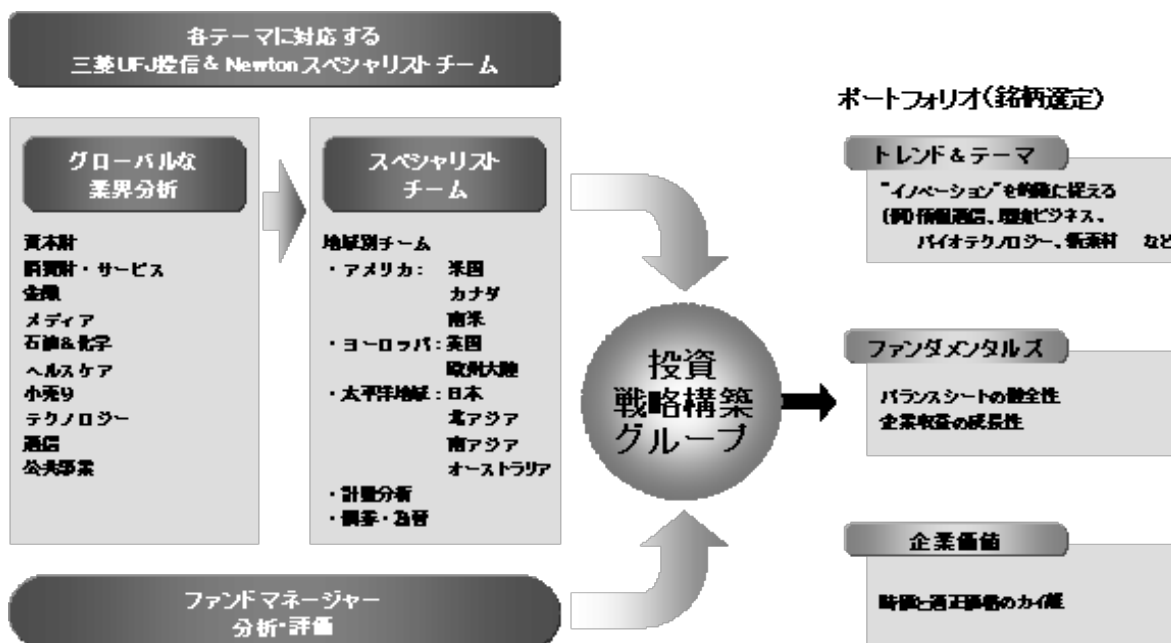 各テーマに対応する
三菱UFJ投信&Newtonスペシャリストチーム
グローバルな
業界分析
資本財
消費財・サービス
金融
メディア
石油&化学
ヘルスケア
小売り
テクノロジー
通信
公共事業
スペシャリスト
チーム
地域別チーム
・アメリカ: 米国
カナダ
南米
・ヨーロッパ:英国
欧州大陸
・太平洋地域:日本
北アジア
南アジア
オーストラリア
・計量分析
・債券・為替
ファンドマネージャー
分析・評価
投資
戦略構築
グループ
ポートフォリオ(銘柄選定)
トレンド&テーマ
"イノベーション"を的確に捉える
(例)情報通信、環境ビジネス、
バイオテクノロジー、新素材 など
ファンダメンタルズ
バランスシートの健全性
企業収益の成長性
企業価値
時価と適正価格のカイ離